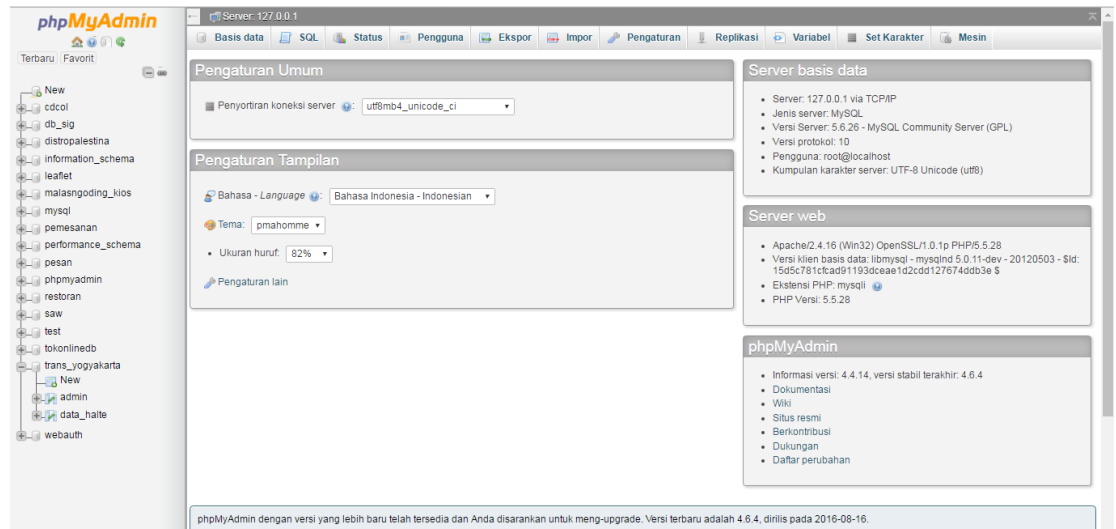 phpMyAdmin
Terbaru Favorit
New
cdcol
db_sig
distropalestina
information_schema
leaflet
malasngoding_kios
mysql
pemesanan
performance_schema
pesan
phpmyadmin
restoran
saw
test
tokonlinedb
trans_yogyakarta
New
admin
data_halte
webauth
Server: 127.0.0.1
Basis data SQL Status Pengguna Ekspor Impor Pengaturan Replikasi Variabel Set Karakter Mesin
Pengaturan Umum
Penyortiran koneksi server : utf8mb4_unicode_ci
Pengaturan Tampilan
Bahasa - Language : Bahasa Indonesia - Indonesian
Tema: pmahomme
• Ukuran huruf: 82%
Pengaturan lain
Server basis data
• Server: 127.0.0.1 via TCP/IP
• Jenis server: MySQL
• Versi Server: 5.6.26 - MySQL Community Server (GPL)
• Versi protokol: 10
• Pengguna: root@localhost
• Kumpulan karakter server: UTF-8 Unicode (utf8)
Server web
• Apache/2.4.16 (Win32) OpenSSL/1.0.1p PHP/5.5.28
• Versi klien basis data: libmysql - mysqlnd 5.0.11-dev - 20120503 - $Id:
15d5c781cfcad91193dceae1d2cdd127674ddb3e $
• Ekstensi PHP: mysqli
• PHP Versi: 5.5.28
phpMyAdmin
• Informasi versi: 4.4.14, versi stabil terakhir: 4.6.4
• Dokumentasi
• Wiki
• Situs resmi
• Berkontribusi
• Dukungan
• Daftar perubahan
phpMyAdmin dengan versi yang lebih baru telah tersedia dan Anda disarankan untuk meng-upgrade. Versi terbaru adalah 4.6.4, dirilis pada 2016-08-16.